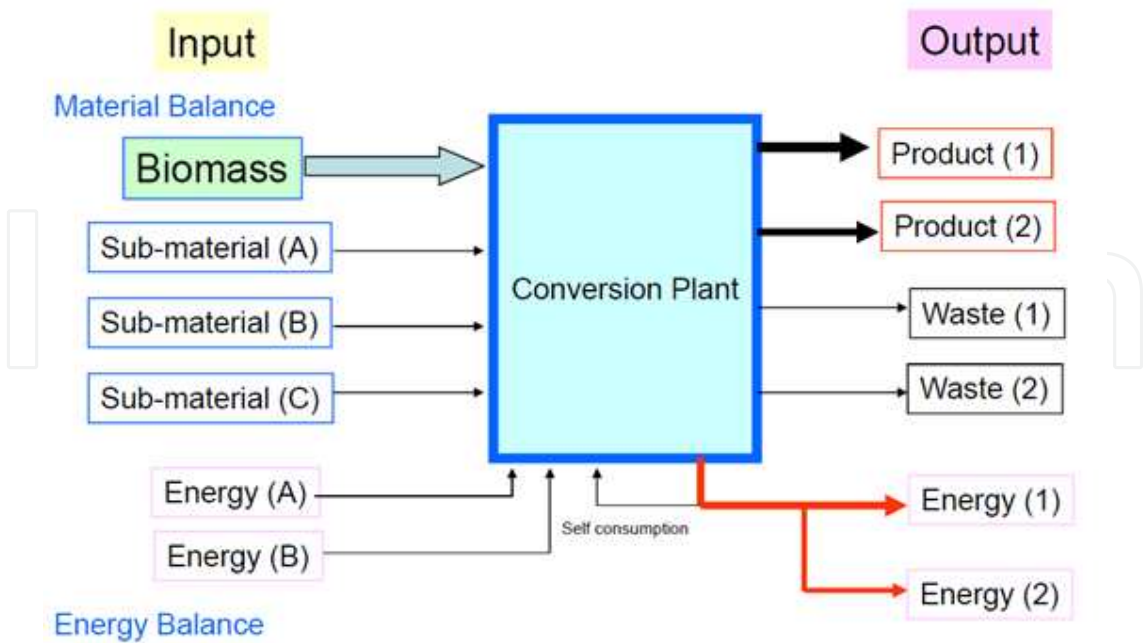 Input
Output
Material Balance
Biomass
Product (1)
Sub-material (A)
Product (2)
Conversion Plant
Sub-material (B)
Waste (1)
Sub-material (C)
Waste (2)
Energy (A)
Energy (1)
Self consumption
Energy (B)
Energy (2)
Energy Balance